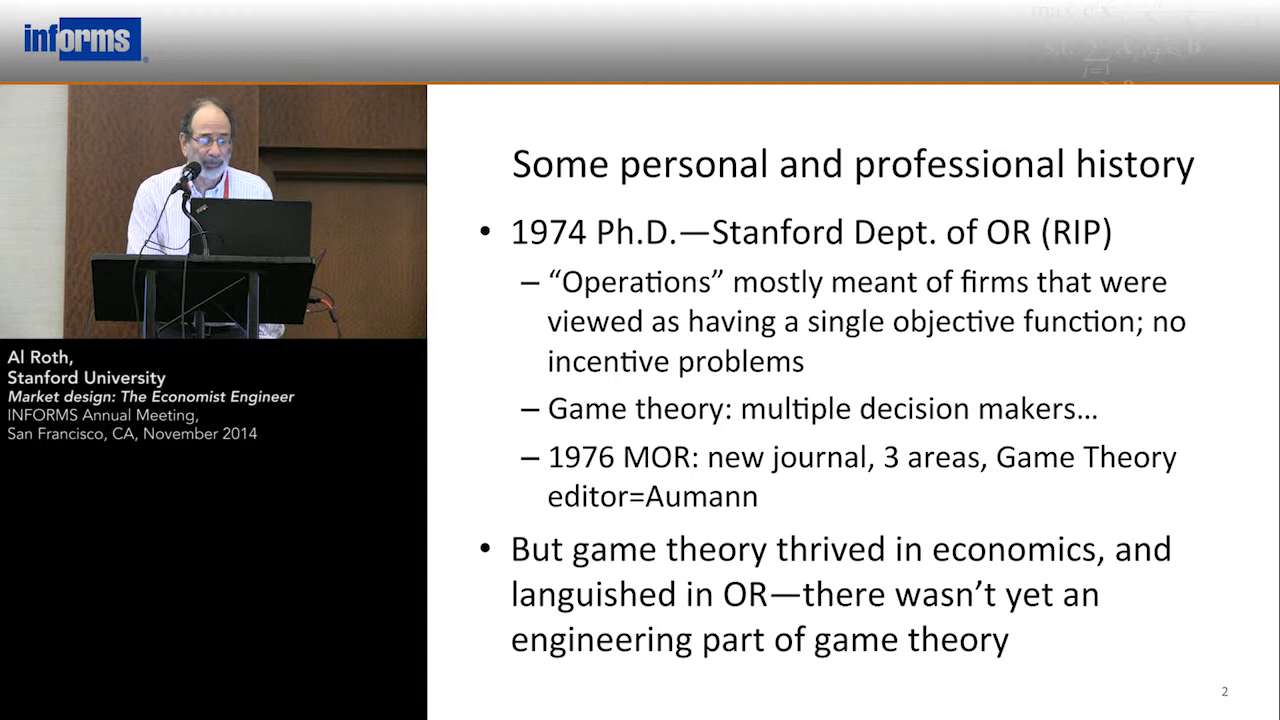 informs
Al Roth,
Stanford University
Market design: The Economist Engineer
INFORMS Annual Meeting,
San Francisco, CA, November 2014
Some personal and professional history
• 1974 Ph.D.—Stanford Dept. of OR (RIP)
– “Operations” mostly meant of firms that were
viewed as having a single objective function; no
incentive problems
– Game theory: multiple decision makers…
– 1976 MOR: new journal, 3 areas, Game Theory
editor=Aumann
• But game theory thrived in economics, and
languished in OR—there wasn’t yet an
engineering part of game theory
2